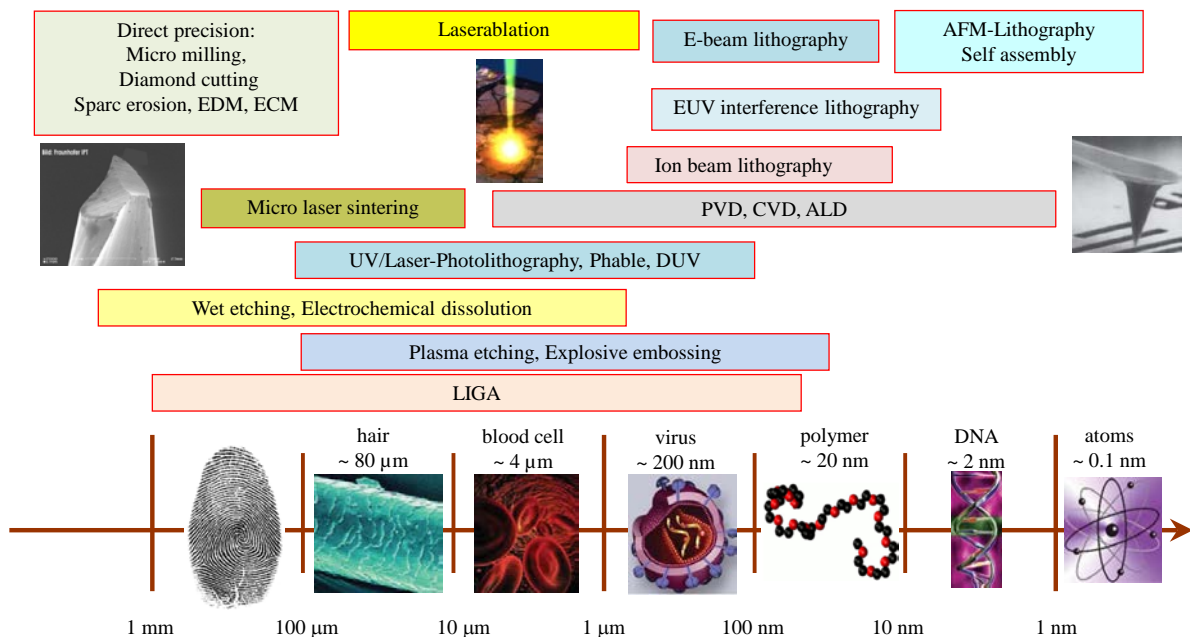 Direct precision:
Micro milling,
Diamond cutting
Sparc erosion, EDM, ECM
Laserablation
E-beam lithography
AFM-Lithography
Self assembly
EUV interference lithography
Bild: Fraunhofer IPT
Ion beam lithography
Micro laser sintering
PVD, CVD, ALD
UV/Laser-Photolithography, Phable, DUV
Wet etching, Electrochemical dissolution
Plasma etching, Explosive embossing
LIGA
hair
~ 80 µm
blood cell
~ 4 µm
virus
~ 200 nm
polymer
~ 20 nm
DNA
~ 2 nm
atoms
~ 0.1 nm
1 mm
100 µm
10 µm
1 µm
100 nm
10 nm
1 nm